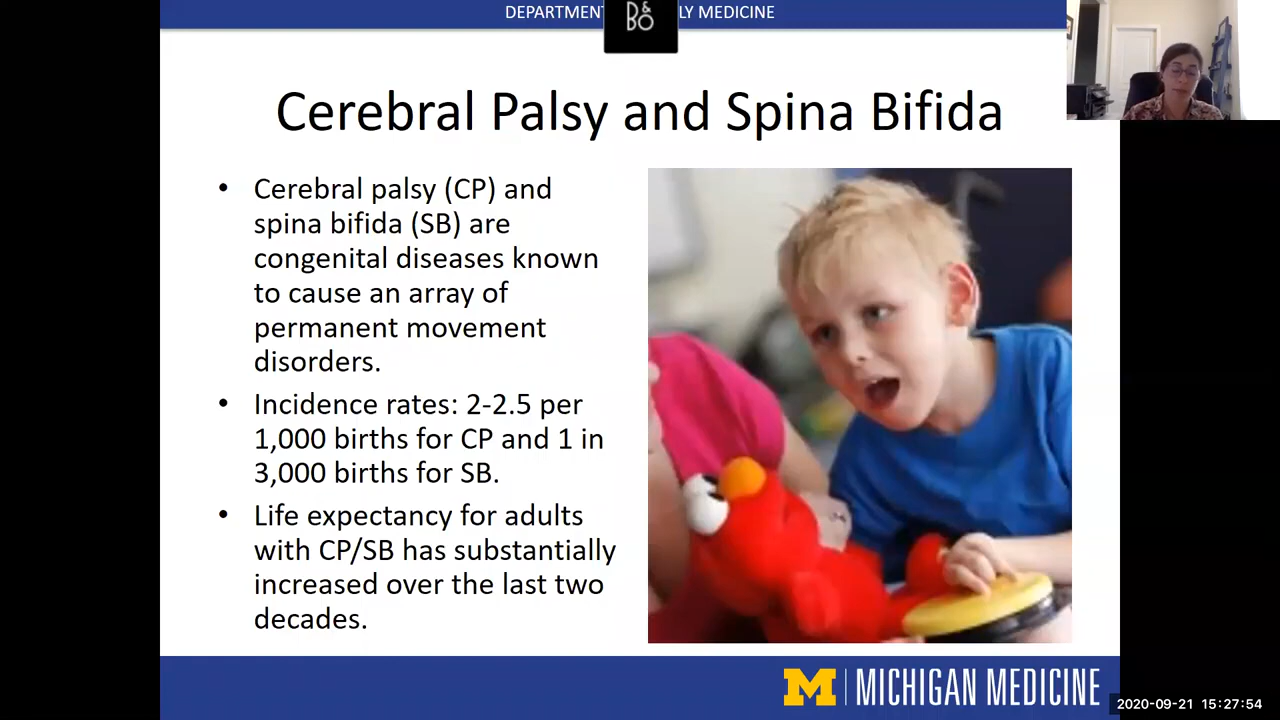 DEPARTMENT LY MEDICINE
D&
BO
Cerebral Palsy and Spina Bifida
• Cerebral palsy (CP) and
spina bifida (SB) are
congenital diseases known
to cause an array of
permanent movement
disorders.
• Incidence rates: 2-2.5 per
1,000 births for CP and 1 in
3,000 births for SB.
• Life expectancy for adults
with CP/SB has substantially
increased over the last two
decades.
M | MICHIGAN MEDICINE
2020-09-21 15:27:54